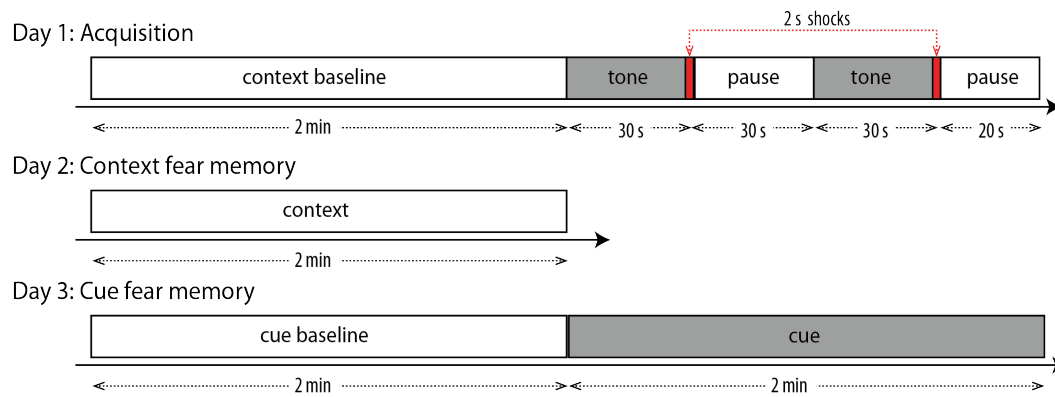 2 s shocks
Day 1: Acquisition
context baseline tone pause tone pause
2 min 30 s 30 s 30 s 20 s
Day 2: Context fear memory
context
2 min
Day 3: Cue fear memory
cue baseline cue
2 min 2 min